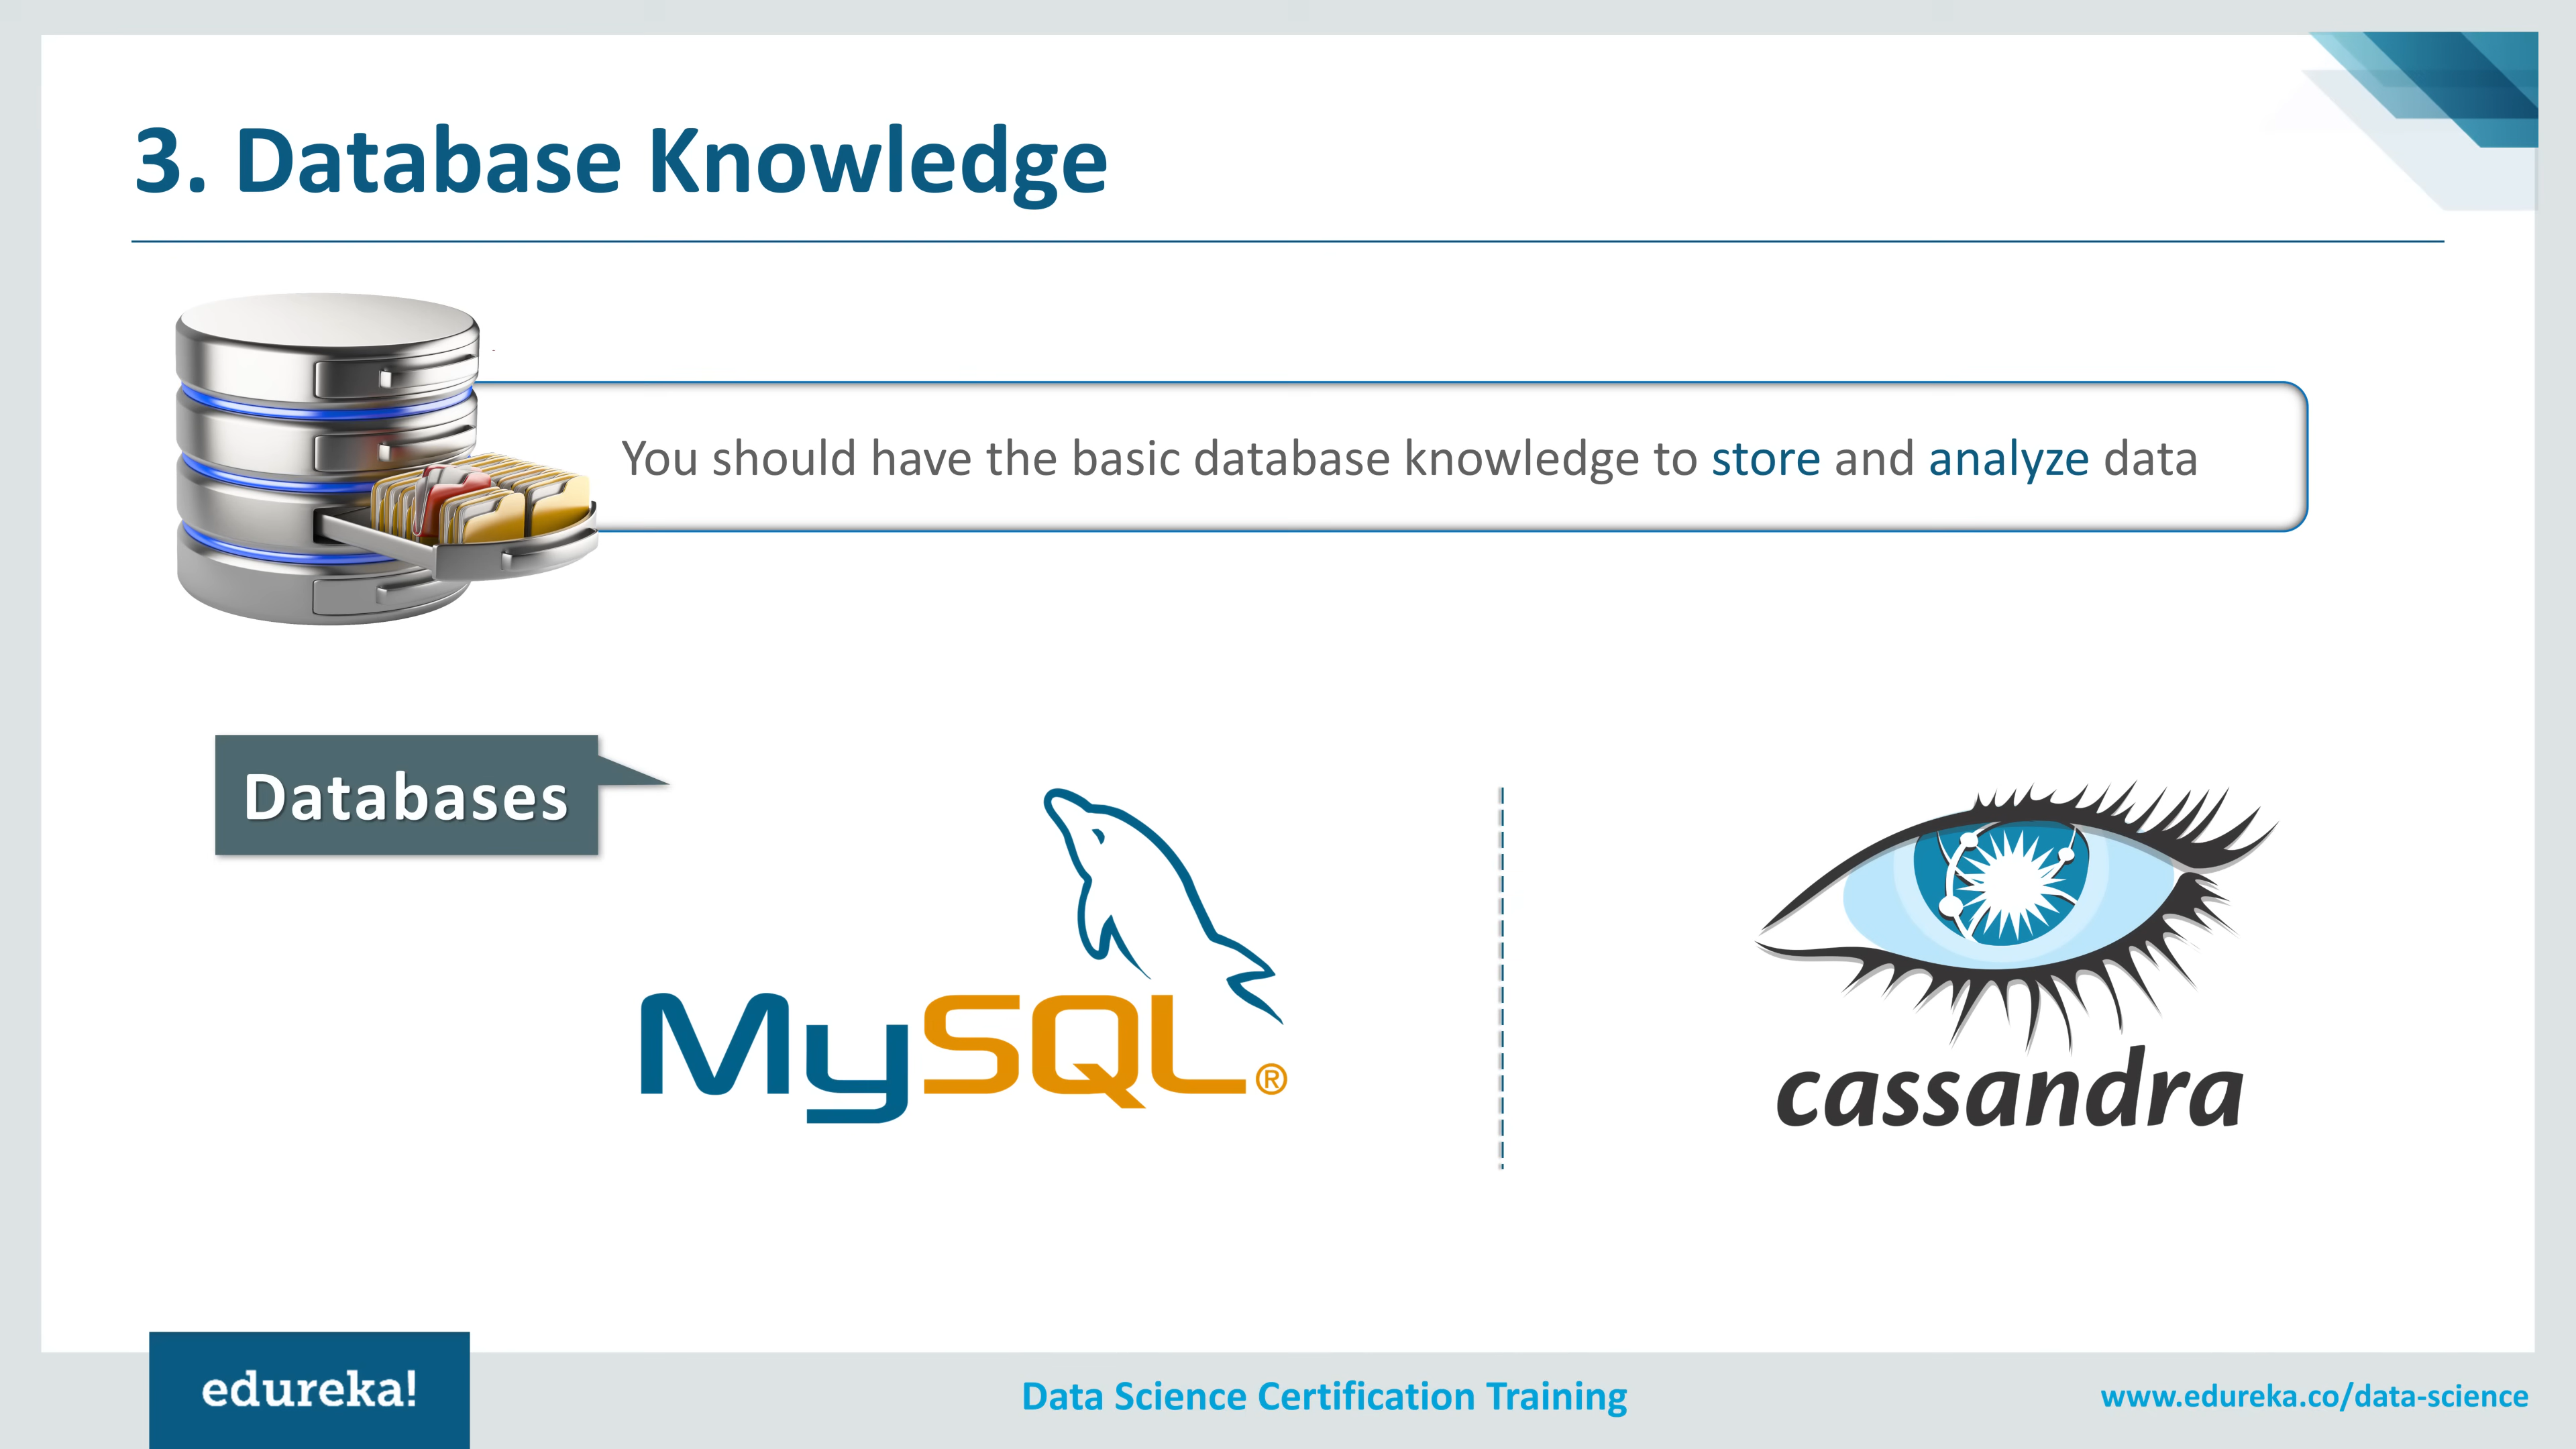 3. Database Knowledge
You should have the basic database knowledge to store and analyze data
Databases
MySQL®
cassandra
edureka!
Data Science Certification Training
www.edureka.co/data-science